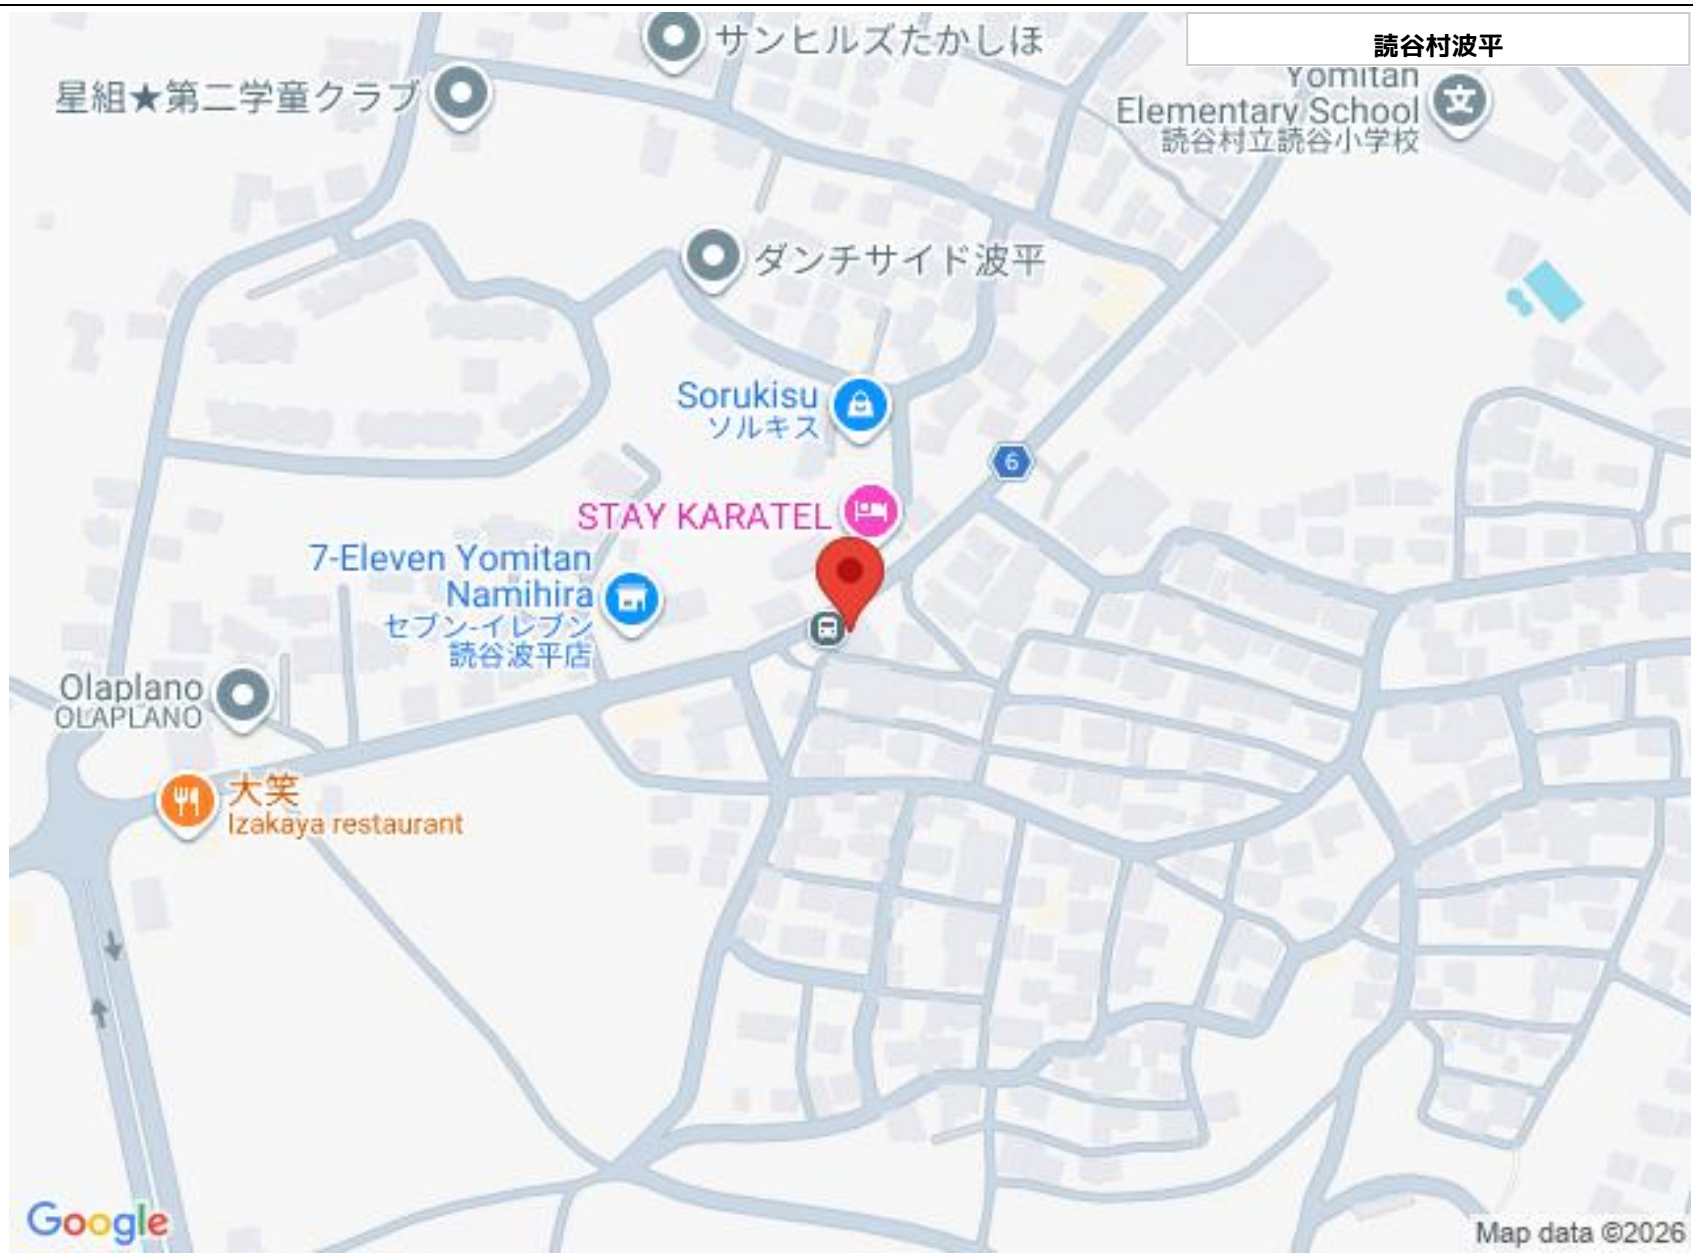 サンヒルズたかしほ
読谷村波平
星組★第二学童クラブ
Yomitan
Elementary School
読谷村立読谷小学校
ダンチサイド波平
Sorukisu
ソルキス
6
STAY KARATEL
7-Eleven Yomitan
Namihira
セブン-イレブン
読谷波平店
Olaplano
OLAPLANO
大笑
Izakaya restaurant
Google
Map data ©2026